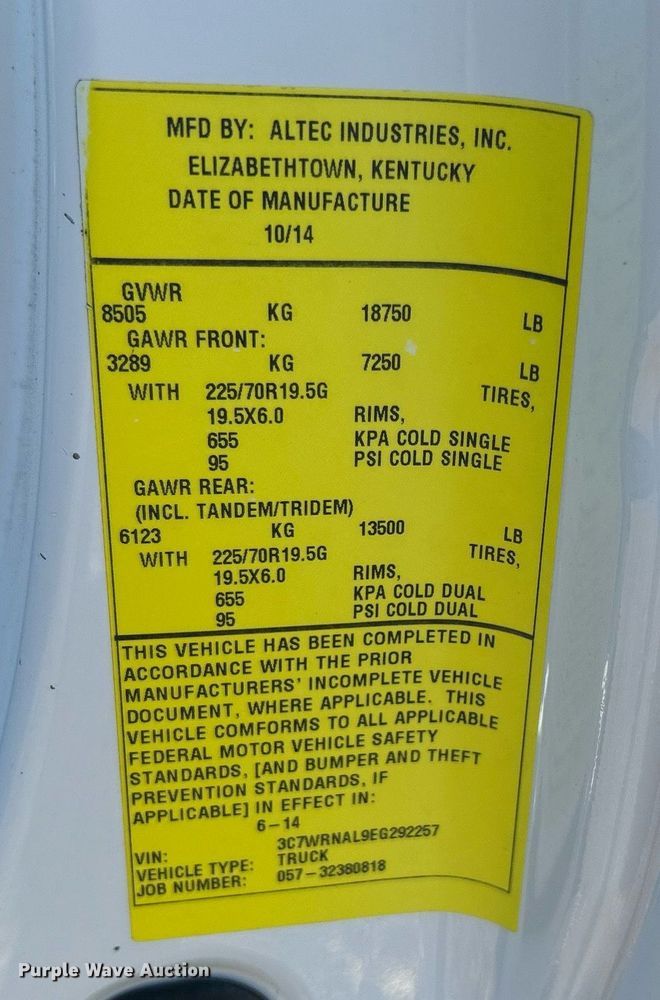 MFD BY: ALTEC INDUSTRIES, INC.
ELIZABETHTOWN, KENTUCKY
DATE OF MANUFACTURE
10/14
GVWR
8505 KG 18750 LB
GAWR FRONT:
3289 KG 7250 LB
WITH 225/70R19.5G TIRES,
19.5X6.0 RIMS,
655 KPA COLD SINGLE
95 PSI COLD SINGLE
GAWR REAR:
(INCL. TANDEM/TRIDEM)
6123 KG 13500 LB
WITH 225/70R19.5G TIRES,
19.5X6.0 RIMS,
655 KPA COLD DUAL
95 PSI COLD DUAL
THIS VEHICLE HAS BEEN COMPLETED IN
ACCORDANCE WITH THE PRIOR
MANUFACTURERS' INCOMPLETE VEHICLE
DOCUMENT, WHERE APPLICABLE. THIS
VEHICLE COMFORMS TO ALL APPLICABLE
FEDERAL MOTOR VEHICLE SAFETY
STANDARDS, [AND BUMPER AND THEFT
PREVENTION STANDARDS, IF
APPLICABLE] IN EFFECT IN:
6-14
VIN: 3C7WRNAL9EG292257
VEHICLE TYPE: TRUCK
JOB NUMBER: 057-32380818
Purple Wave Auction